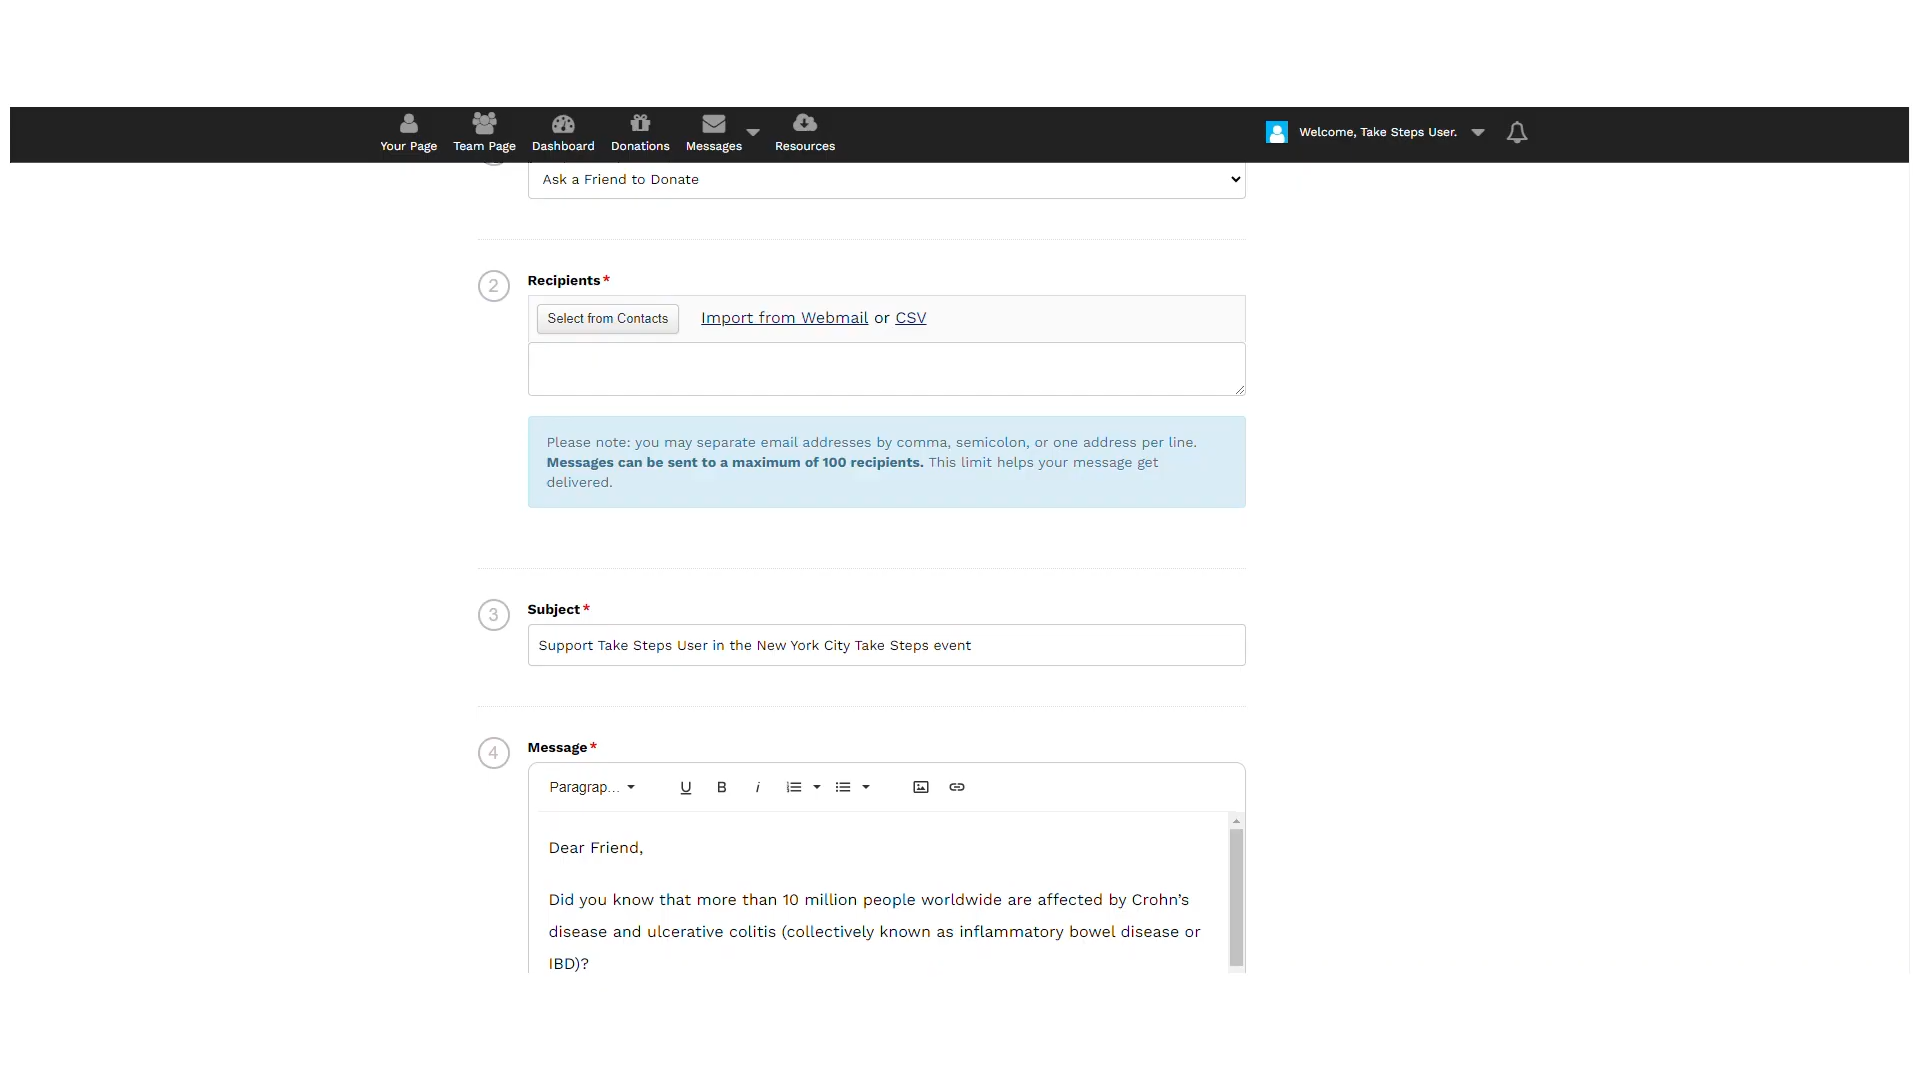 Your Page Team Page Dashboard Donations Messages Resources Welcome, Take Steps User.
Ask a Friend to Donate
2 Recipients*
Select from Contacts Import from Webmail or CSV
Please note: you may separate email addresses by comma, semicolon, or one address per line.
Messages can be sent to a maximum of 100 recipients. This limit helps your message get
delivered.
3 Subject*
Support Take Steps User in the New York City Take Steps event
4 Message*
Paragrap... U B i
Dear Friend,
Did you know that more than 10 million people worldwide are affected by Crohn’s
disease and ulcerative colitis (collectively known as inflammatory bowel disease or
IBD)?